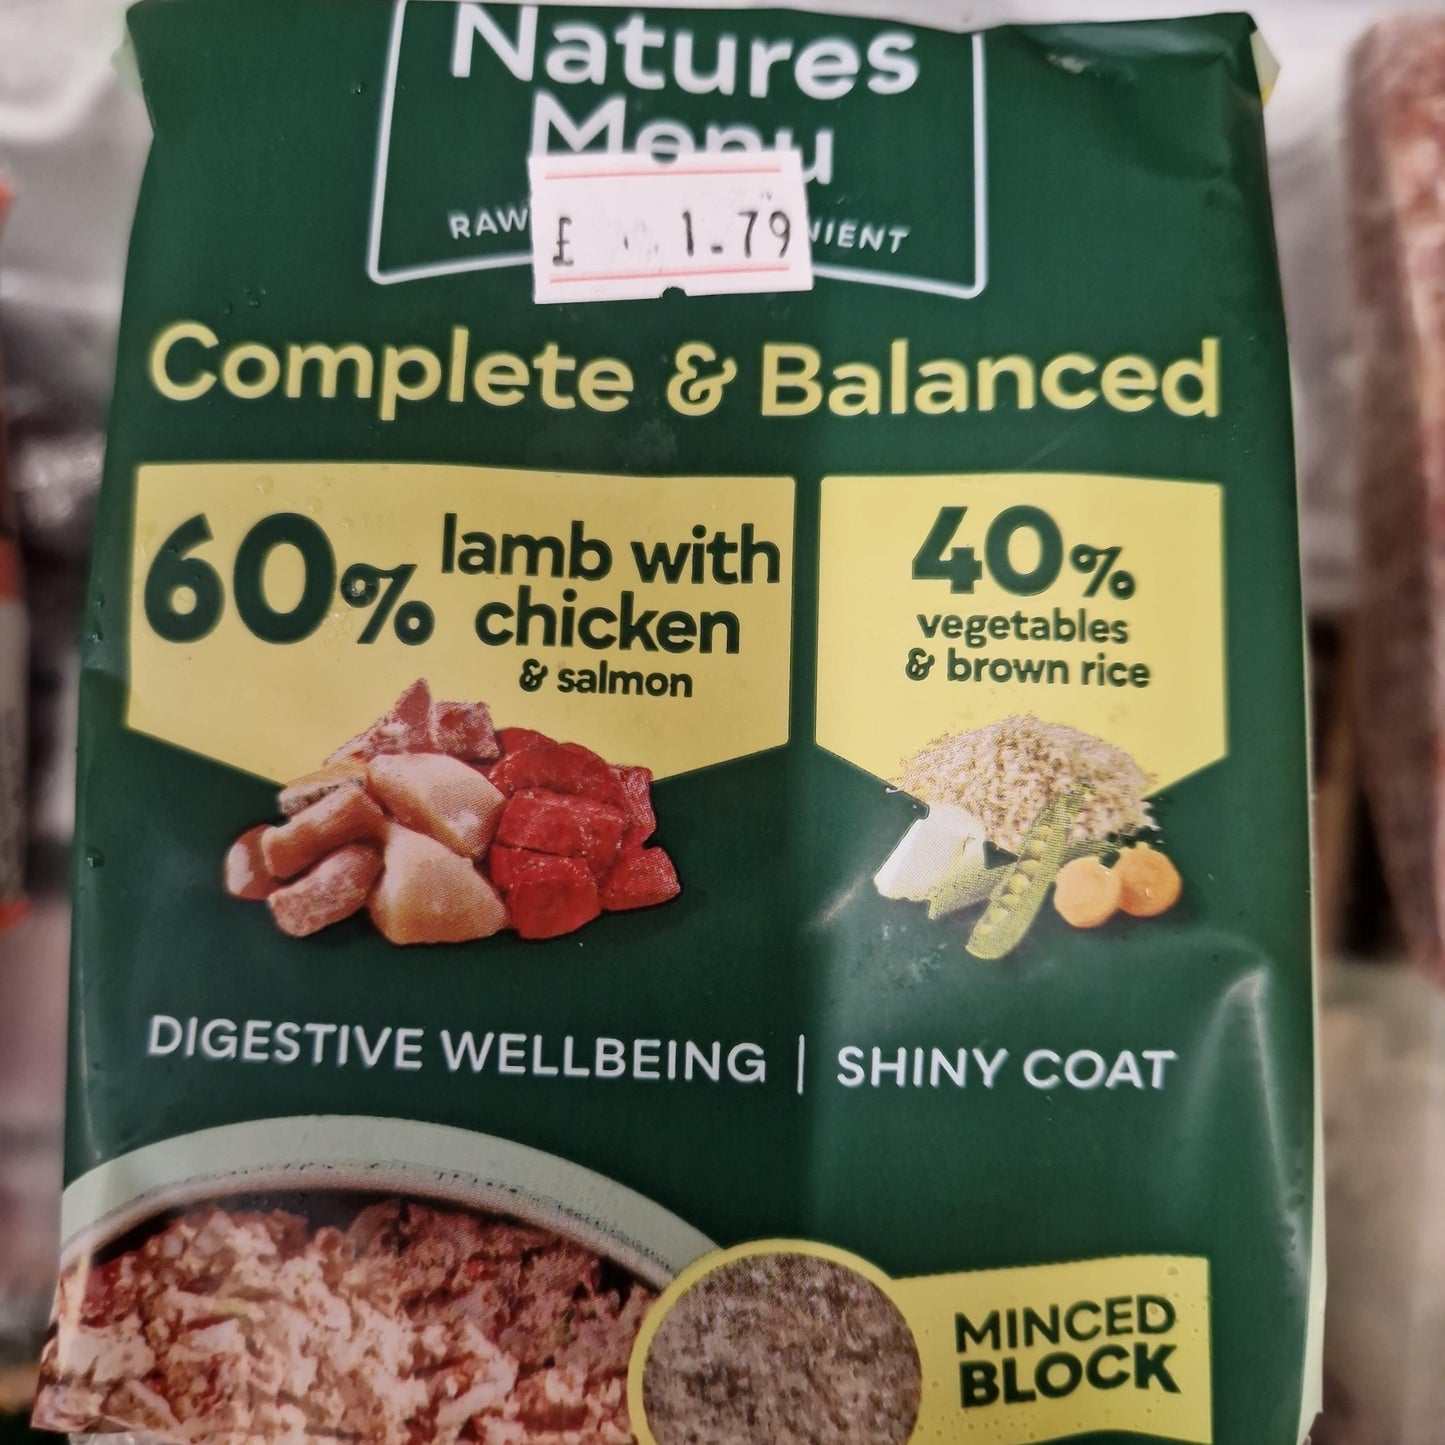 Natures
Menu
RAW
£ 1.79
Complete & Balanced
60% lamb with
chicken
& salmon
40%
vegetables
& brown rice
DIGESTIVE WELLBEING | SHINY COAT
MINCED
BLOCK